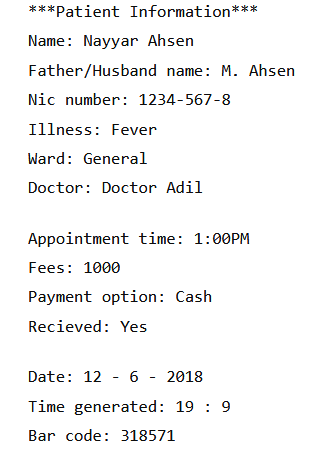 ***Patient Information***
Name: Nayyar Ahsen
Father/Husband name: M. Ahsen
Nic number: 1234-567-8
Illness: Fever
Ward: General
Doctor: Doctor Adil
Appointment time: 1:00PM
Fees: 1000
Payment option: Cash
Recieved: Yes
Date: 12 - 6 - 2018
Time generated: 19 : 9
Bar code: 318571